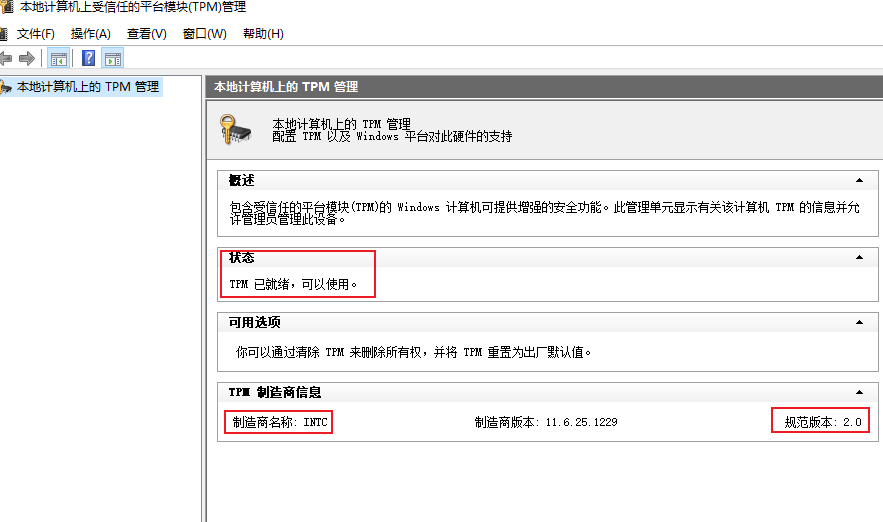 本地计算机上受信任的平台模块(TPM)管理
文件(F) 操作(A) 查看(V) 窗口(W) 帮助(H)
本地计算机上的 TPM 管理
本地计算机上的 TPM 管理
本地计算机上的 TPM 管理
配置 TPM 以及 Windows 平台对此硬件的支持
概述
包含受信任的平台模块(TPM)的 Windows 计算机可提供增强的安全功能。此管理单元显示有关该计算机 TPM 的信息并允
许管理员管理此设备。
状态
TPM 已就绪，可以使用。
可用选项
你可以通过清除 TPM 来删除所有权，并将 TPM 重置为出厂默认值。
TPM 制造商信息
制造商名称: INTC 制造商版本: 11.6.25.1229 规范版本: 2.0